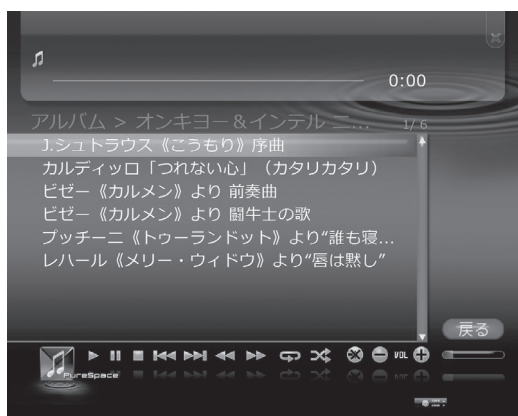 0:00
アルバム > オンキヨー＆インテル ニ... 1/6
J.シュトラウス《こうもり》序曲
カルディッロ「つれない心」（カタリカタリ）
ビゼー《カルメン》より 前奏曲
ビゼー《カルメン》より 闘牛士の歌
プッチーニ《トゥーランドット》より“誰も寝...
レハール《メリー・ウィドウ》より“唇は黙し”
戻る
VOL
PureSpace